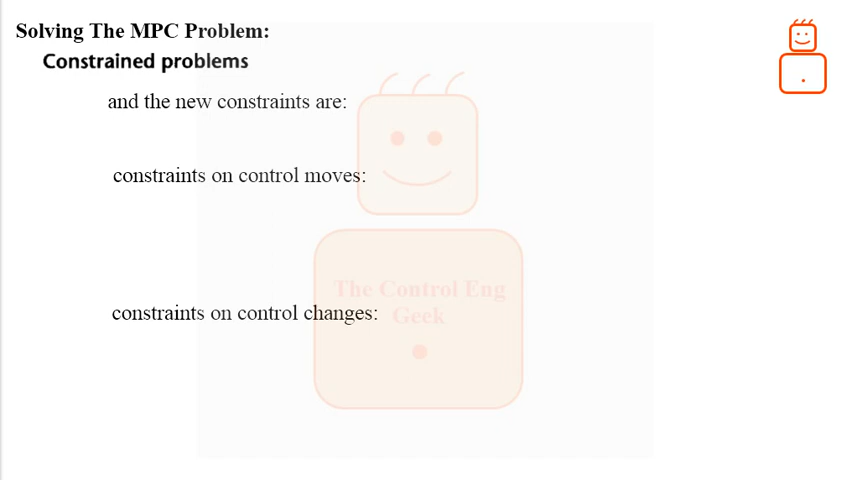 Solving The MPC Problem:
Constrained problems
and the new constraints are:
constraints on control moves:
The Control Eng
Geek
constraints on control changes: